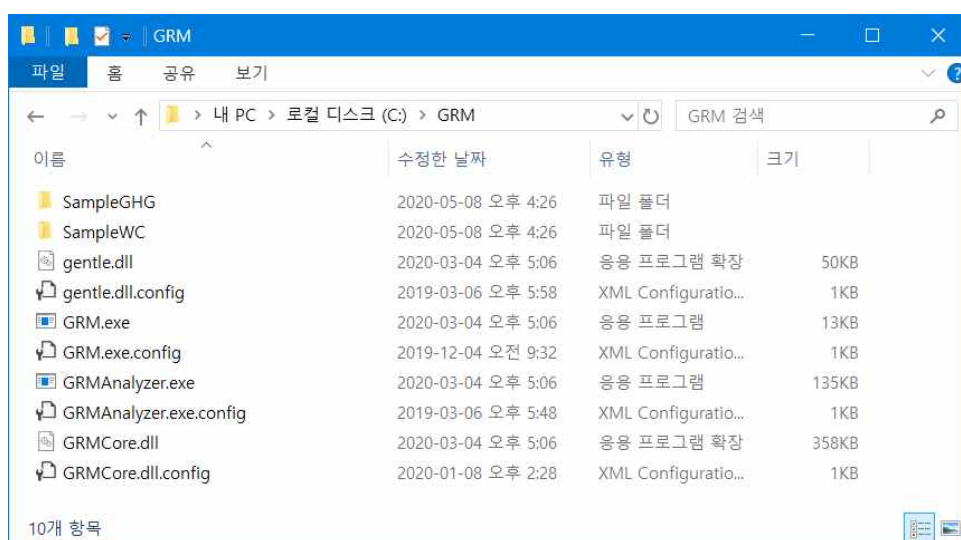 GRM
파일 홈 공유 보기
내 PC > 로컬 디스크 (C:) > GRM GRM 검색
이름 수정한 날짜 유형 크기
SampleGHG 2020-05-08 오후 4:26 파일 폴더
SampleWC 2020-05-08 오후 4:26 파일 폴더
gentle.dll 2020-03-04 오후 5:06 응용 프로그램 확장 50KB
gentle.dll.config 2019-03-06 오후 5:58 XML Configuratio... 1KB
GRM.exe 2020-03-04 오후 5:06 응용 프로그램 13KB
GRM.exe.config 2019-12-04 오전 9:32 XML Configuratio... 1KB
GRMAnalyzer.exe 2020-03-04 오후 5:06 응용 프로그램 135KB
GRMAnalyzer.exe.config 2019-03-06 오후 5:48 XML Configuratio... 1KB
GRMCore.dll 2020-03-04 오후 5:06 응용 프로그램 확장 358KB
GRMCore.dll.config 2020-01-08 오후 2:28 XML Configuratio... 1KB
10개 항목